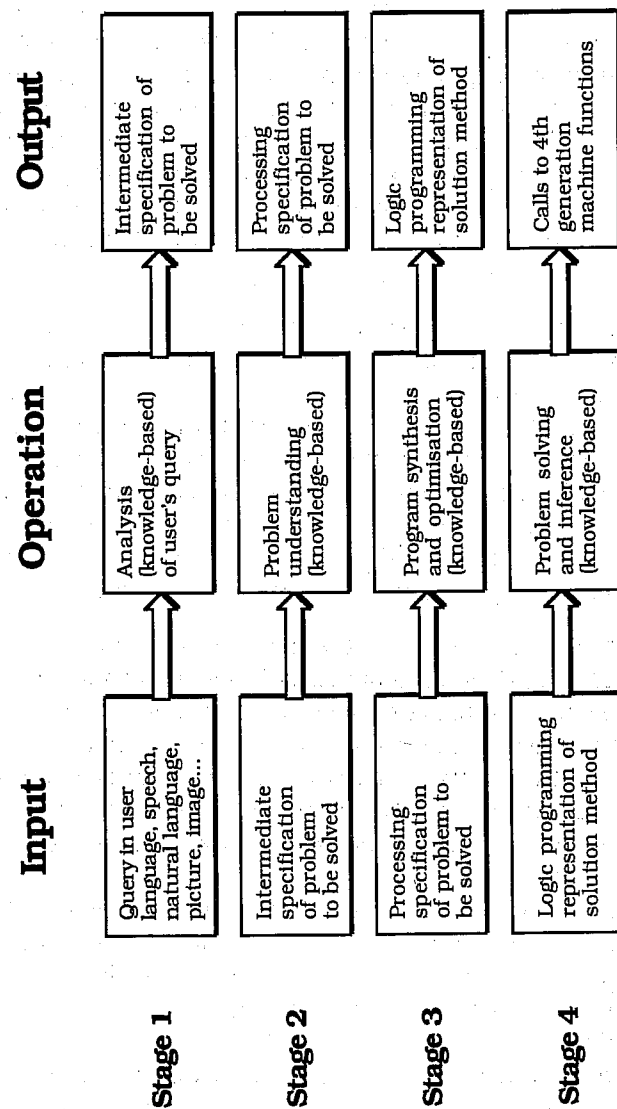 Input
Operation
Output
Stage 1
Query in user
language, speech,
natural language,
picture, image...
Analysis
(knowledge-based)
of user's query
Intermediate
specification of
problem to
be solved
Stage 2
Intermediate
specification
of problem
to be solved
Problem
understanding
(knowledge-based)
Processing
specification
of problem to
be solved
Stage 3
Processing
specification
of problem to
be solved
Program synthesis
and optimisation
(knowledge-based)
Logic
programming
representation of
solution method
Stage 4
Logic programming
representation of
solution method
Problem solving
and inference
(knowledge-based)
Calls to 4th
generation
machine functions